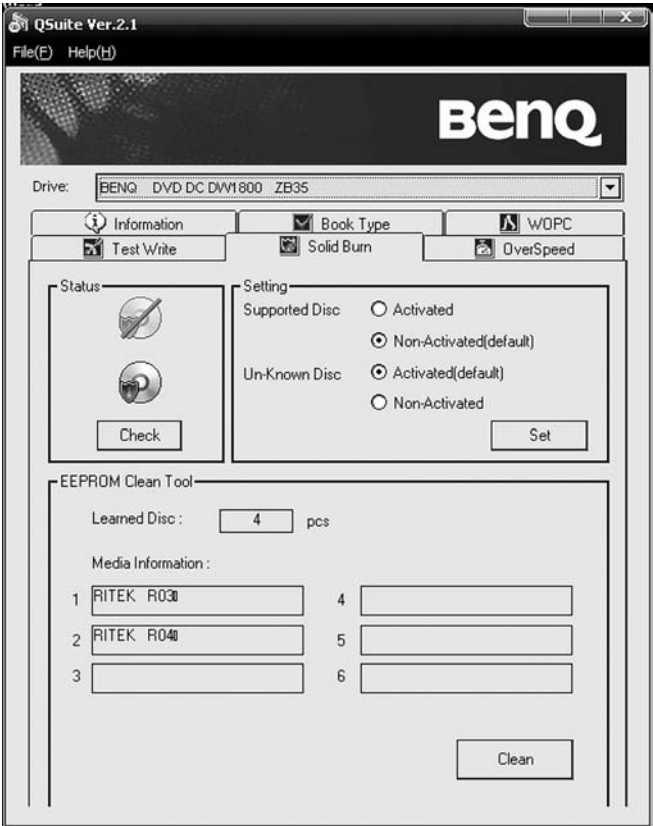 QSuite Ver.2.1
X
File(F) Help(H)
BenQ
Drive: BENQ DVD DC DW1800 ZB35
Information Book Type WOPC
Test Write Solid Burn OverSpeed
Status
Check
Setting
Supported Disc Activated
Non-Activated(default)
Un-Known Disc Activated(default)
Non-Activated
Set
EEPROM Clean Tool
Learned Disc : 4 pcs
Media Information :
1 RITEK R03 4
2 RITEK R04 5
3 6
Clean